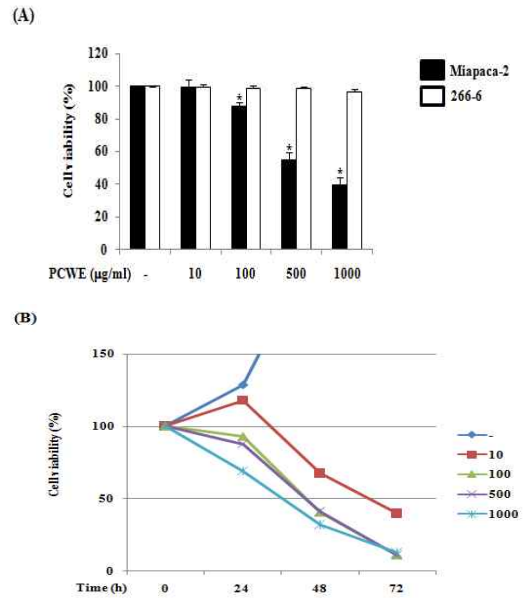 (A)
120
100
80
60
40
20
0
Cell viability (%)
* * *
Miapaca-2
266-6
PCWE (µg/ml) - 10 100 500 1000
(B)
150
100
50
0
Cell viability (%)
Time (h) 0 24 48 72
-
10
100
500
1000